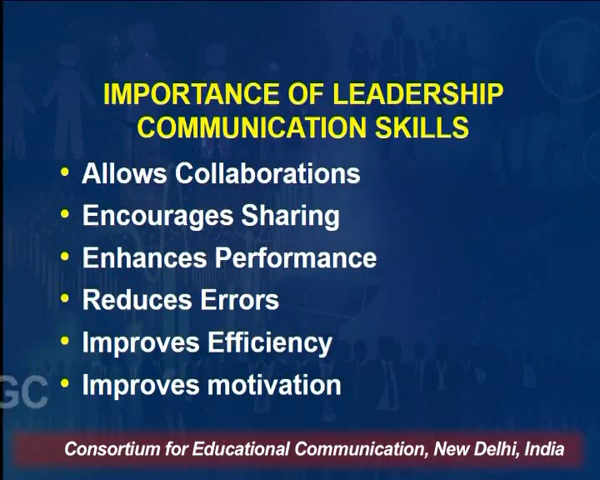 IMPORTANCE OF LEADERSHIP
COMMUNICATION SKILLS
• Allows Collaborations
• Encourages Sharing
• Enhances Performance
• Reduces Errors
• Improves Efficiency
• Improves motivation
GC
Consortium for Educational Communication, New Delhi, India